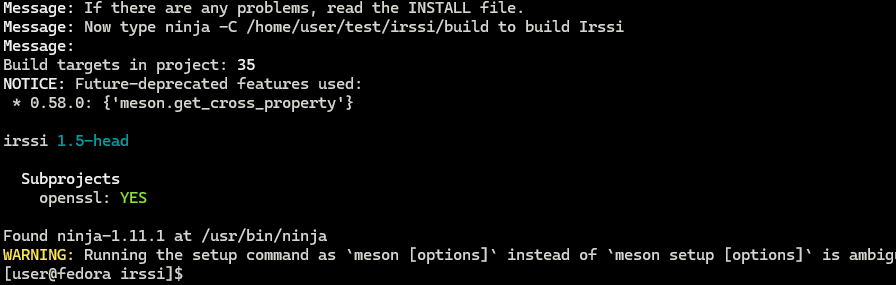 Message: If there are any problems, read the INSTALL file.
Message: Now type ninja -C /home/user/test/irssi/build to build Irssi
Message:
Build targets in project: 35
NOTICE: Future-deprecated features used:
 * 0.58.0: {'meson.get_cross_property'}

irssi 1.5-head

  Subprojects
    openssl: YES

Found ninja-1.11.1 at /usr/bin/ninja
WARNING: Running the setup command as `meson [options]` instead of `meson setup [options]` is ambigu
[user@fedora irssi]$